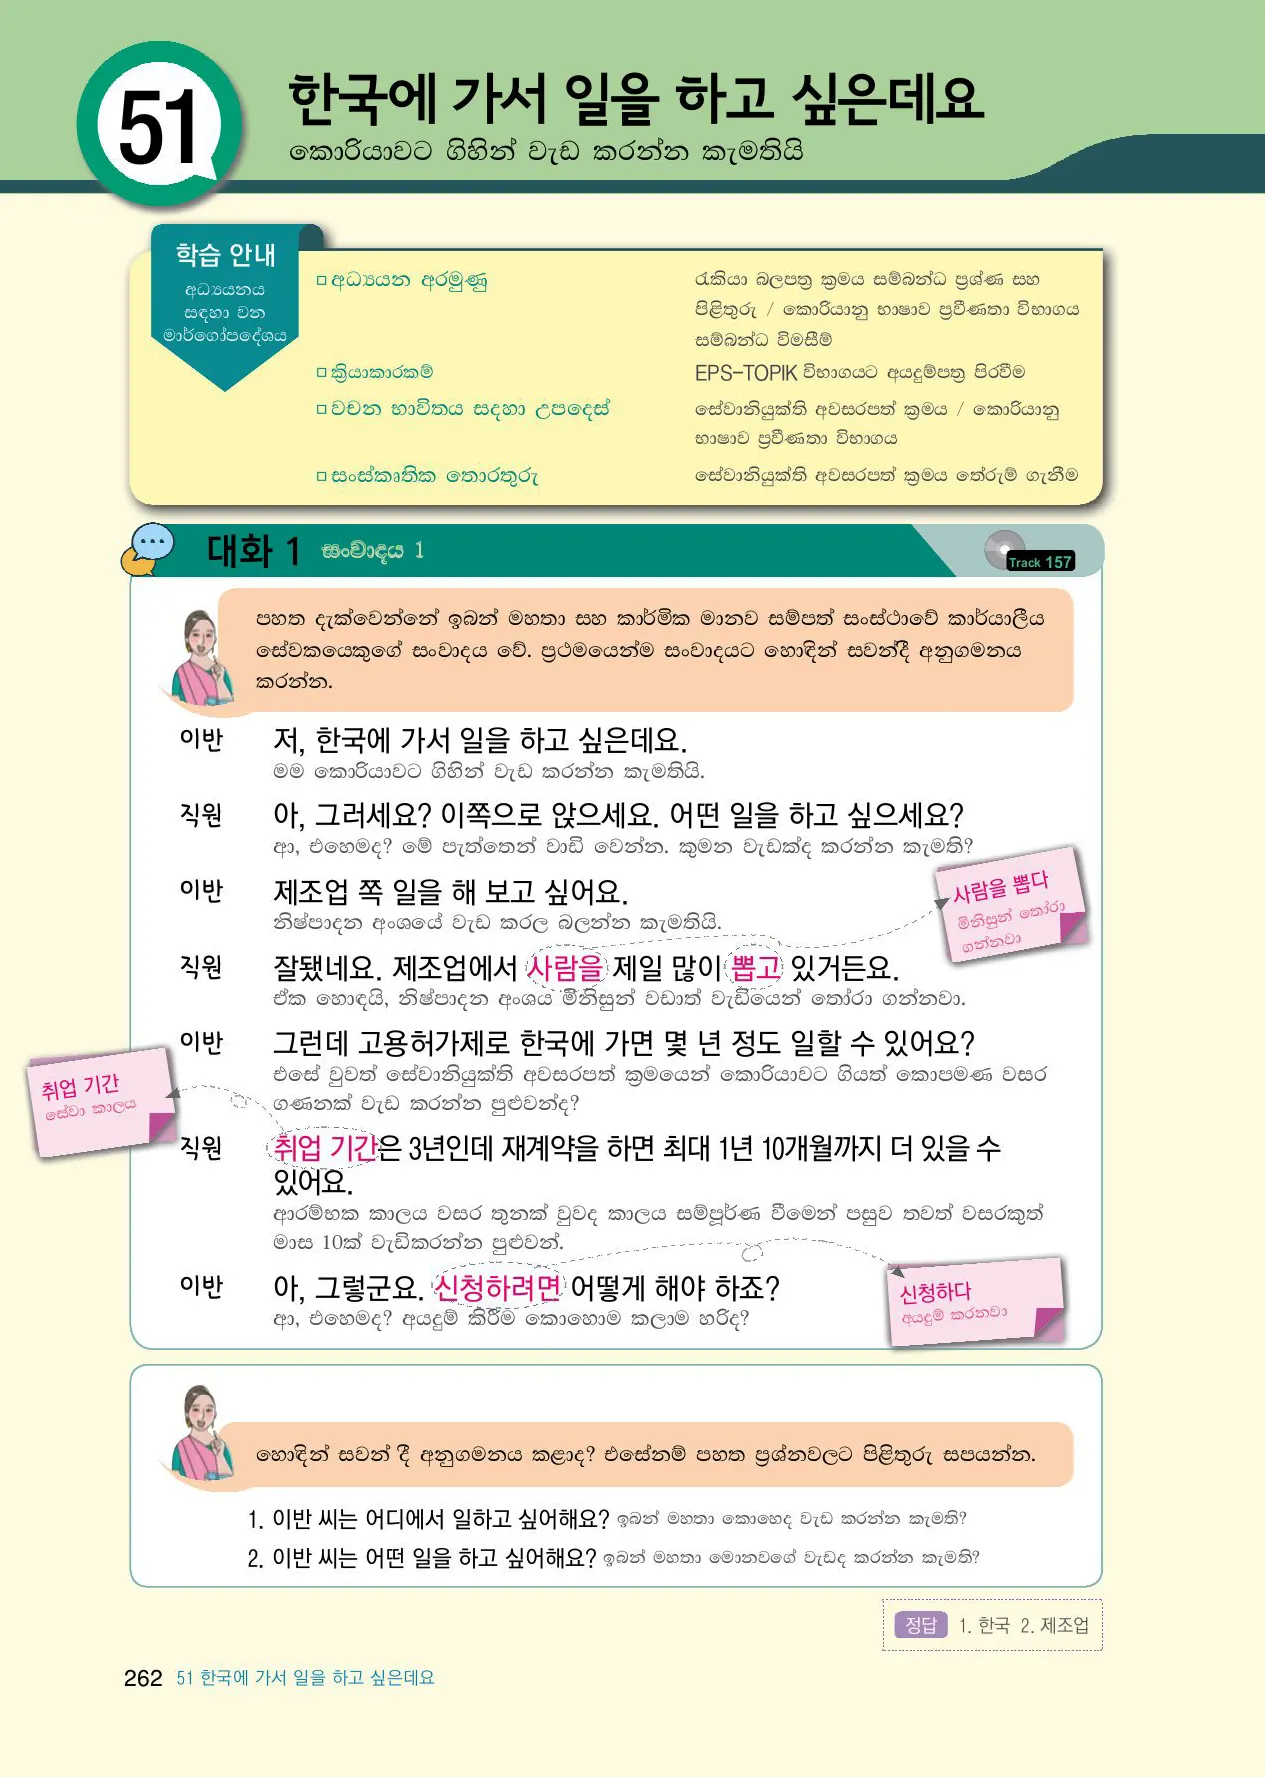 51
한국에 가서 일을 하고 싶은데요
කොරියාවට ගිහින් වැඩ කරන්න කැමතියි
학습 안내
අධ්‍යයනය
සඳහා වන
මාර්ගෝපදේශය
□ අධ්‍යයන අරමුණු
රැකියා බලපත්‍ර ක්‍රමය සම්බන්ධ ප්‍රශ්ණ සහ
පිළිතුරු / කොරියානු භාෂාව ප්‍රවීණතා විභාගය
සම්බන්ධ විමසීම්
□ ක්‍රියාකාරකම්
EPS-TOPIK විභාගයට අයදුම්පත්‍ර පිරවීම
□ වචන භාවිතය සදහා උපදෙස්
සේවානියුක්ති අවසරපත් ක්‍රමය / කොරියානු
භාෂාව ප්‍රවීණතා විභාගය
□ සංස්කෘතික තොරතුරු
සේවානියුක්ති අවසරපත් ක්‍රමය තේරුම් ගැනීම
대화 1 සංවාදය 1
Track 157
පහත දැක්වෙන්නේ ඉබන් මහතා සහ කාර්මික මානව සම්පත් සංස්ථාවේ කාර්යාලීය
සේවකයෙකුගේ සංවාදය වේ. ප්‍රථමයෙන්ම සංවාදයට හොඳින් සවන්දී අනුගමනය
කරන්න.
이반 저, 한국에 가서 일을 하고 싶은데요.
මම කොරියාවට ගිහින් වැඩ කරන්න කැමතියි.
직원 아, 그러세요? 이쪽으로 앉으세요. 어떤 일을 하고 싶으세요?
ආ, එහෙමද? මේ පැත්තෙන් වාඩි වෙන්න. කුමන වැඩක්ද කරන්න කැමති?
이반 제조업 쪽 일을 해 보고 싶어요.
නිෂ්පාදන අංශයේ වැඩ කරල බලන්න කැමතියි.
사람을 뽑다
මිනිසුන් තෝරා
ගන්නවා
직원 잘됐네요. 제조업에서 사람을 제일 많이 뽑고 있거든요.
ඒක හොඳයි, නිෂ්පාදන අංශය මිනිසුන් වඩාත් වැඩියෙන් තෝරා ගන්නවා.
이반 그런데 고용허가제로 한국에 가면 몇 년 정도 일할 수 있어요?
එසේ වුවත් සේවානියුක්ති අවසරපත් ක්‍රමයෙන් කොරියාවට ගියත් කොපමණ වසර
ගණනක් වැඩ කරන්න පුළුවන්ද?
취업 기간
සේවා කාලය
직원 취업 기간은 3년인데 재계약을 하면 최대 1년 10개월까지 더 있을 수
있어요.
ආරම්භක කාලය වසර තුනක් වුවද කාලය සම්පූර්ණ වීමෙන් පසුව තවත් වසරකුත්
මාස 10ක් වැඩිකරන්න පුළුවන්.
이반 아, 그렇군요. 신청하려면 어떻게 해야 하죠?
ආ, එහෙමද? අයදුම් කිරීම කොහොම කලාම හරිද?
신청하다
අයදුම් කරනවා
හොඳින් සවන් දී අනුගමනය කළාද? එසේනම් පහත ප්‍රශ්නවලට පිළිතුරු සපයන්න.
1. 이반 씨는 어디에서 일하고 싶어해요? ඉබන් මහතා කොහෙද වැඩ කරන්න කැමති?
2. 이반 씨는 어떤 일을 하고 싶어해요? ඉබන් මහතා මොනවගේ වැඩද කරන්න කැමති?
정답 1. 한국 2. 제조업
262 51 한국에 가서 일을 하고 싶은데요